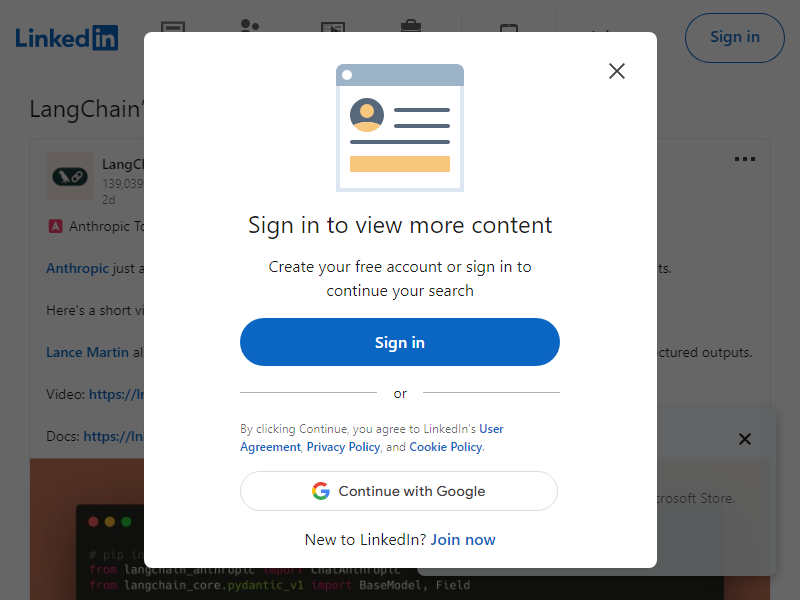 LinkedIn
Sign in
LangChain’
LangCh
139,039
2d
Anthropic To
Anthropic just a
ts.
Here's a short vi
Lance Martin al
ctured outputs.
Video: https://ln
Docs: https://ln
crosoft Store.
# pip in
from langchain_anthropic import ChatAnthropic
from langchain_core.pydantic_v1 import BaseModel, Field
Sign in to view more content
Create your free account or sign in to
continue your search
Sign in
or
By clicking Continue, you agree to LinkedIn's User
Agreement, Privacy Policy, and Cookie Policy.
Continue with Google
New to LinkedIn? Join now